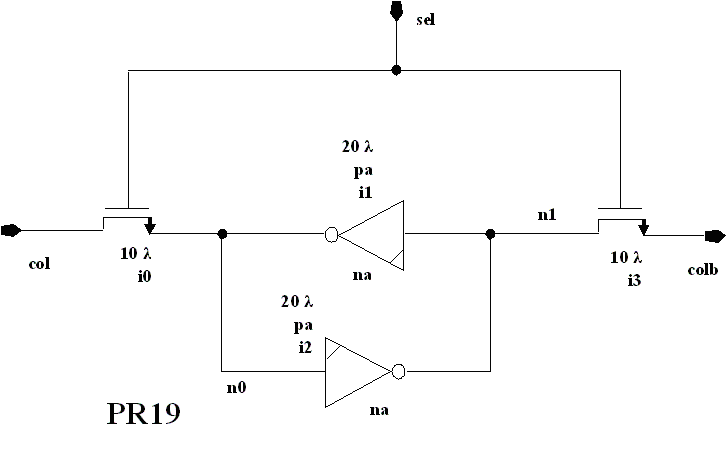 sel
20 λ
pa
i1
n1
col
10 λ
i0
na
10 λ
i3
colb
20 λ
pa
i2
n0
na
PR19